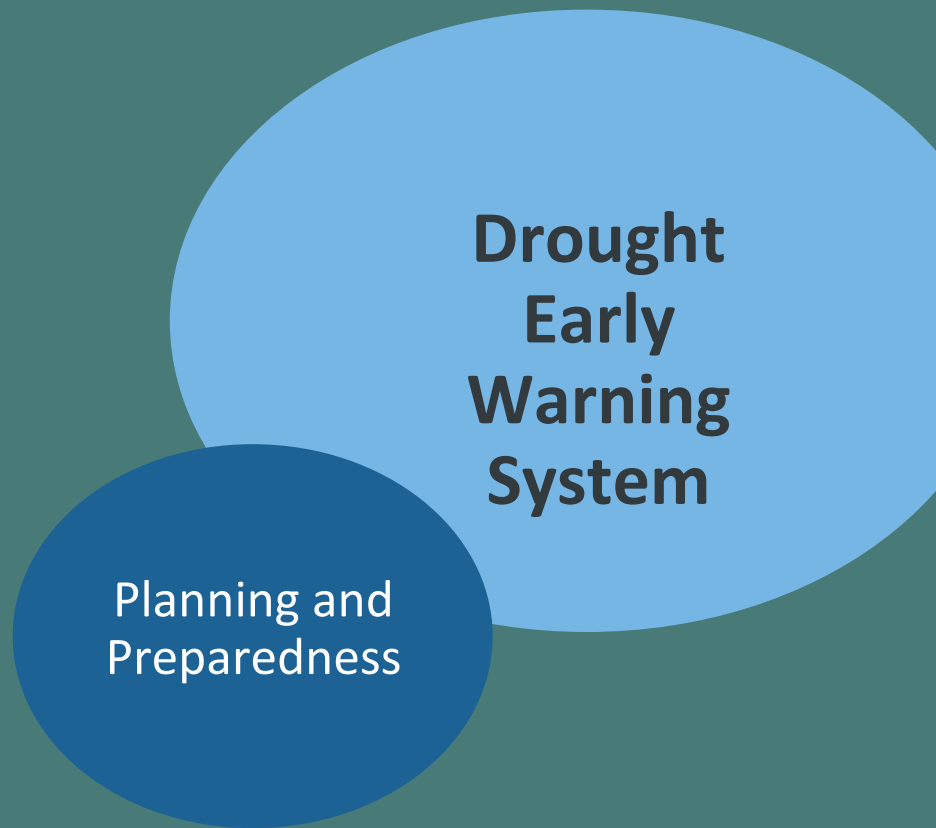 Drought
Early
Warning
System
Planning and
Preparedness